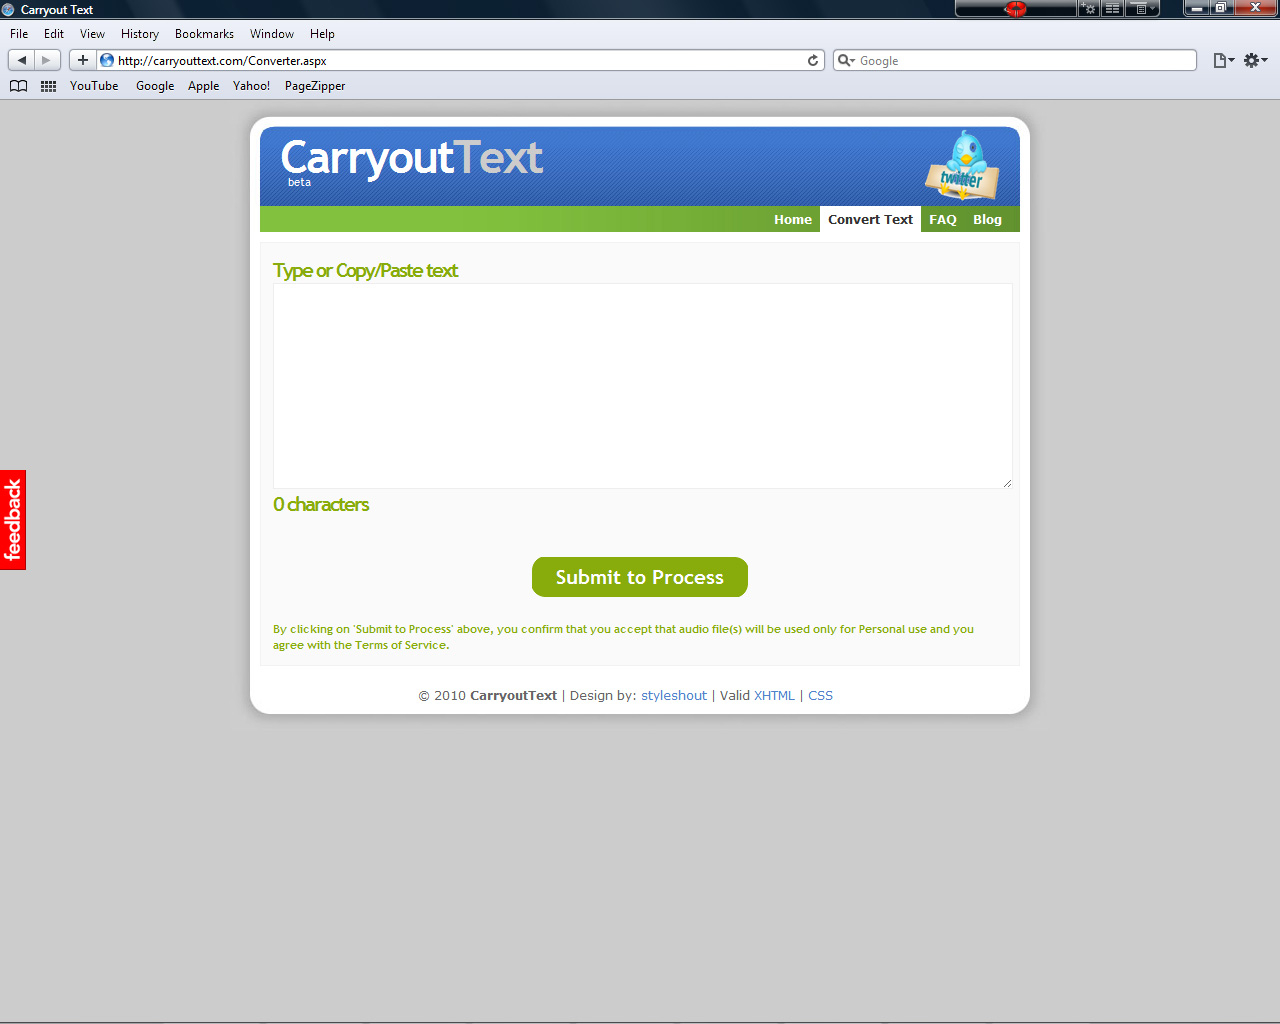 Carryout Text
File Edit View History Bookmarks Window Help
http://carryouttext.com/Converter.aspx
Google
YouTube Google Apple Yahoo! PageZipper
CarryoutText
beta
twitter
Home Convert Text FAQ Blog
Type or Copy/Paste text
0 characters
feedback
Submit to Process
By clicking on 'Submit to Process' above, you confirm that you accept that audio file(s) will be used only for Personal use and you
agree with the Terms of Service.
© 2010 CarryoutText | Design by: styleshout | Valid XHTML | CSS